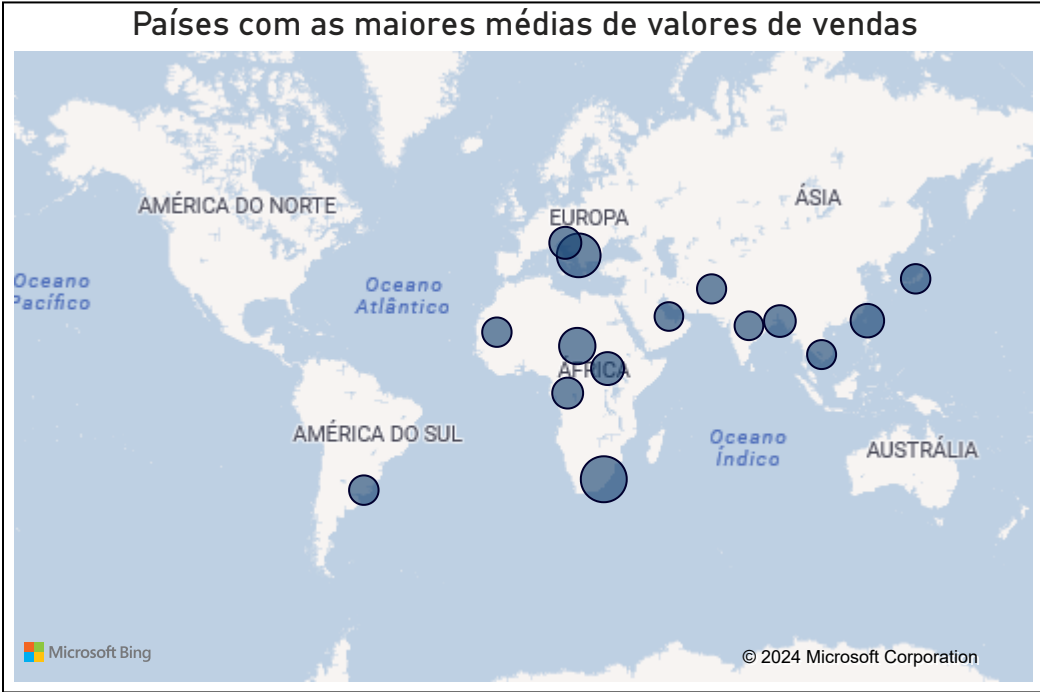 Países com as maiores médias de valores de vendas
AMÉRICA DO NORTE
EUROPA
ÁSIA
Oceano
Pacífico
Oceano
Atlântico
ÁFRICA
AMÉRICA DO SUL
Oceano
Índico
AUSTRÁLIA
Microsoft Bing
© 2024 Microsoft Corporation